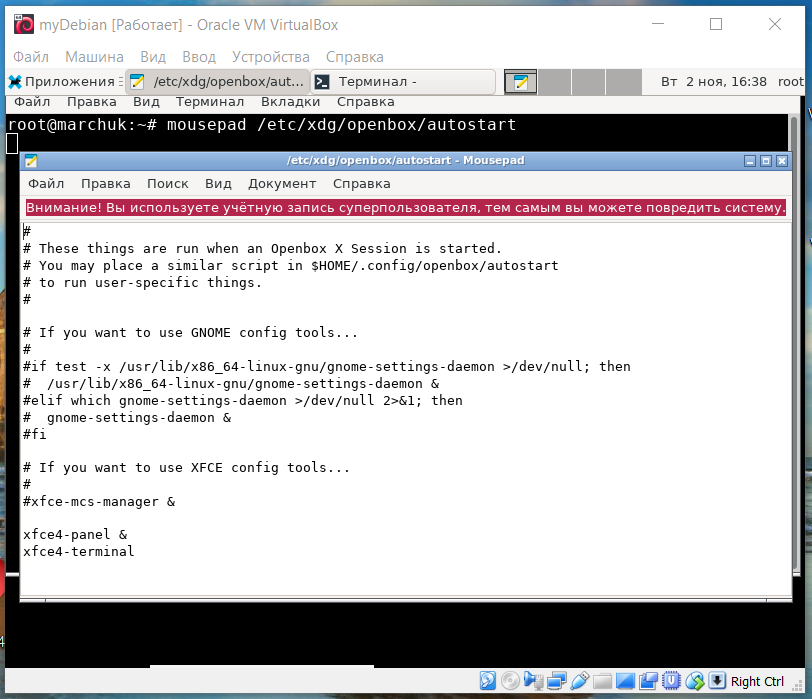 myDebian [Работает] - Oracle VM VirtualBox
Файл Машина Вид Ввод Устройства Справка
Приложения /etc/xdg/openbox/aut... Терминал - Вт 2 ноя, 16:38 root
Файл Правка Вид Терминал Вкладки Справка
root@marchuk:~# mousepad /etc/xdg/openbox/autostart
/etc/xdg/openbox/autostart - Mousepad
Файл Правка Поиск Вид Документ Справка
Внимание! Вы используете учётную запись суперпользователя, тем самым вы можете повредить систему.
#
# These things are run when an Openbox X Session is started.
# You may place a similar script in $HOME/.config/openbox/autostart
# to run user-specific things.
#
# If you want to use GNOME config tools...
#
#if test -x /usr/lib/x86_64-linux-gnu/gnome-settings-daemon >/dev/null; then
#  /usr/lib/x86_64-linux-gnu/gnome-settings-daemon &
#elif which gnome-settings-daemon >/dev/null 2>&1; then
#  gnome-settings-daemon &
#fi
# If you want to use XFCE config tools...
#
#xfce-mcs-manager &
xfce4-panel &
xfce4-terminal
Right Ctrl